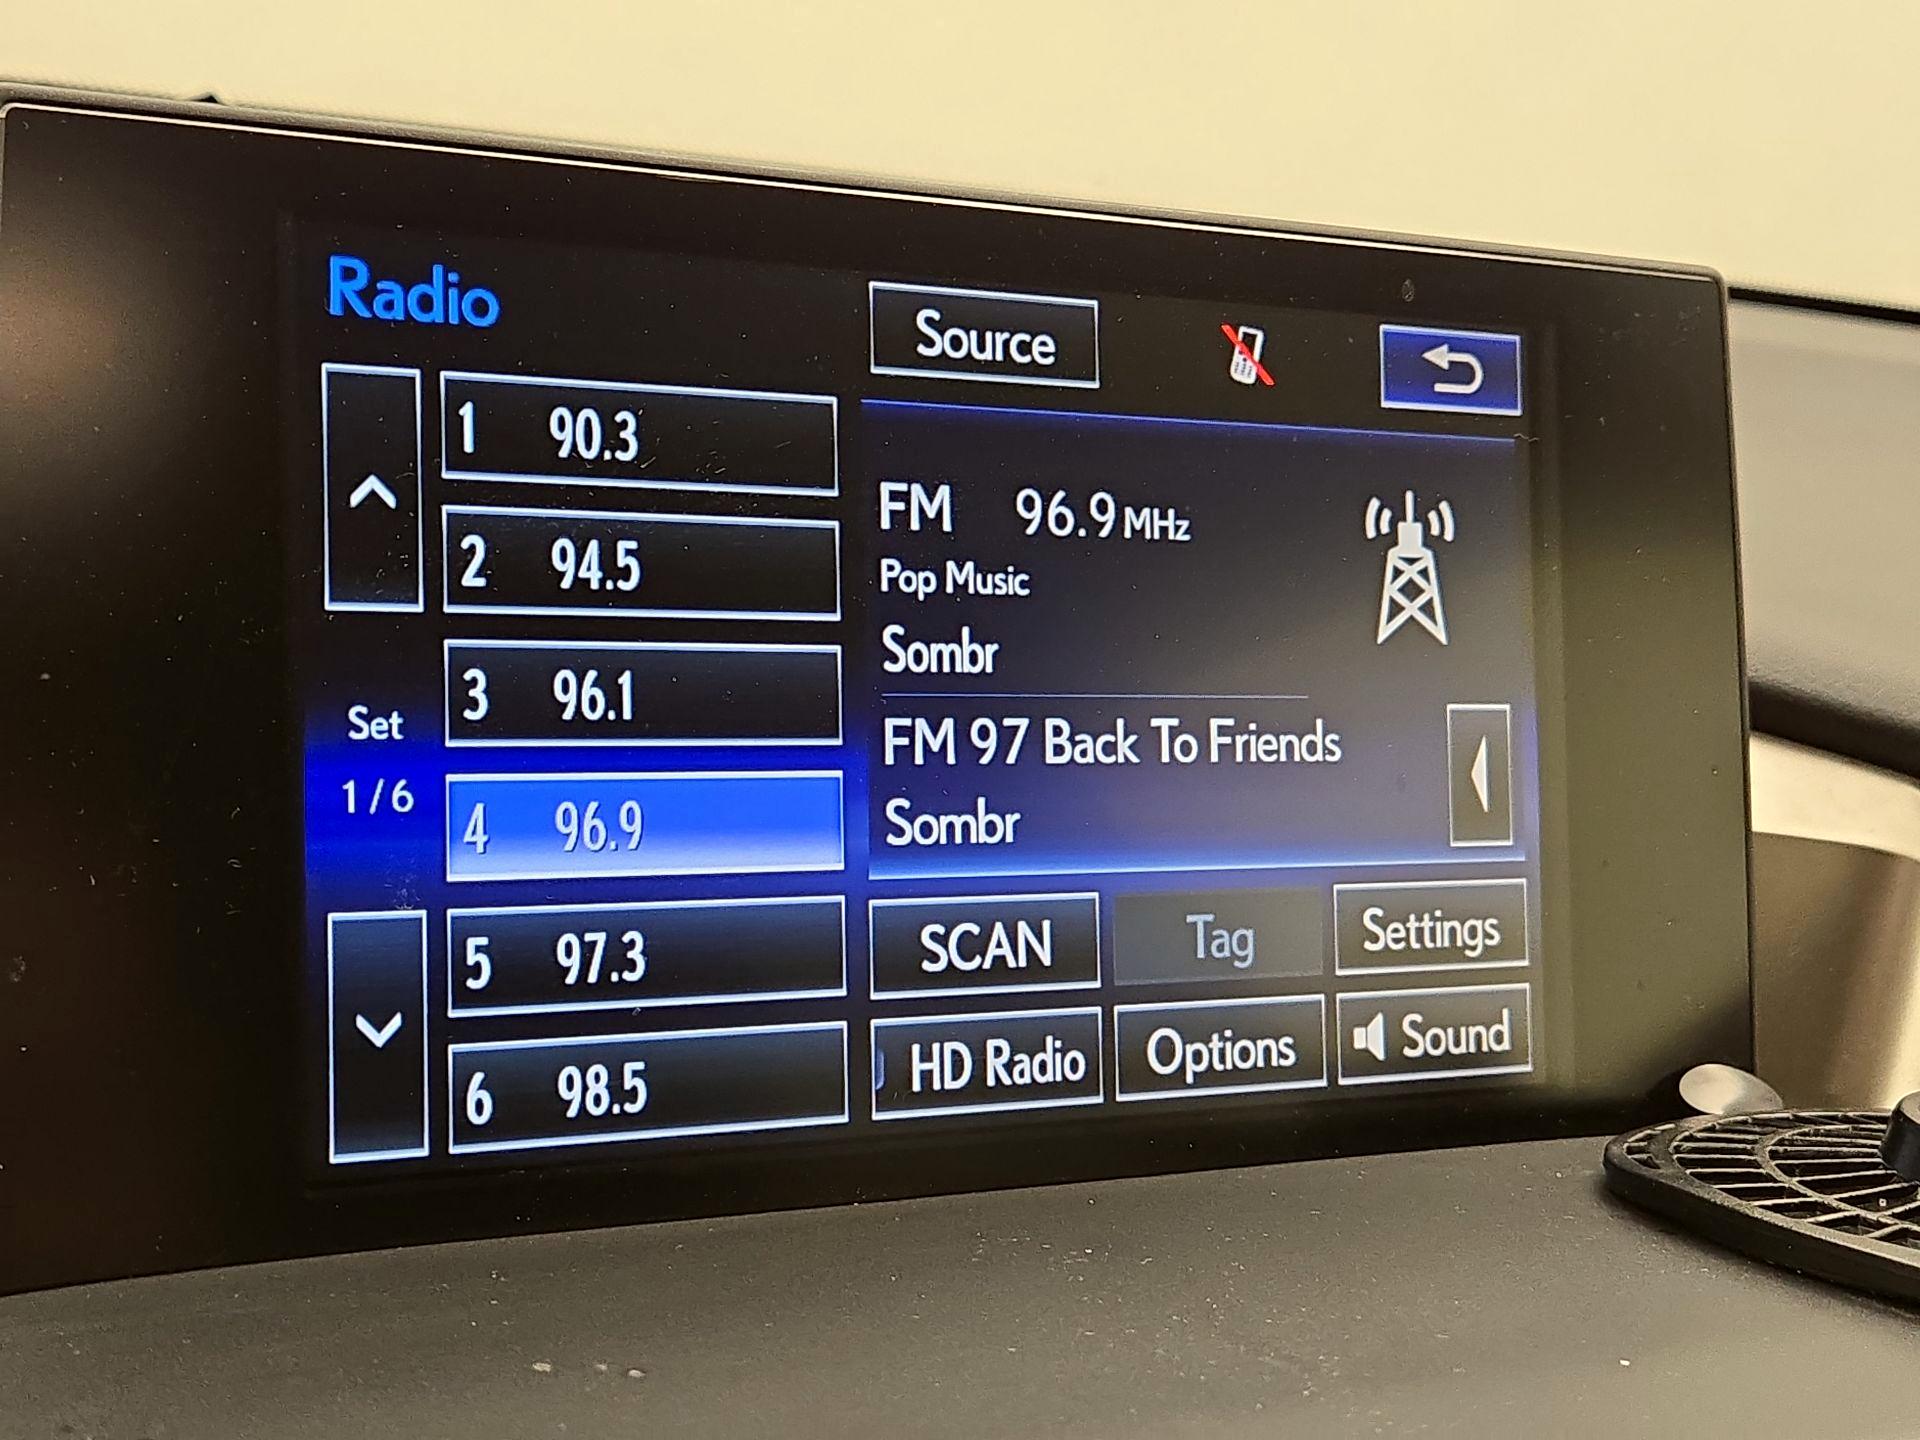 Radio
Source
1 90.3
2 94.5
3 96.1
4 96.9
5 97.3
6 98.5
Set
1/6
FM 96.9 MHz
Pop Music
Sombr
FM 97 Back To Friends
Sombr
SCAN
Tag
Settings
HD Radio
Options
Sound